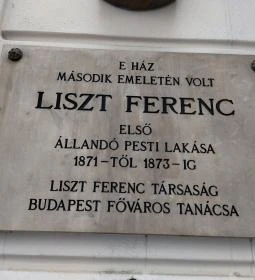 E HÁZ
MÁSODIK EMELETÉN VOLT
LISZT FERENC
ELSŐ
ÁLLANDÓ PESTI LAKÁSA
1871-TŐL 1873-IG
LISZT FERENC TÁRSASÁG
BUDAPEST FŐVÁROS TANÁCSA